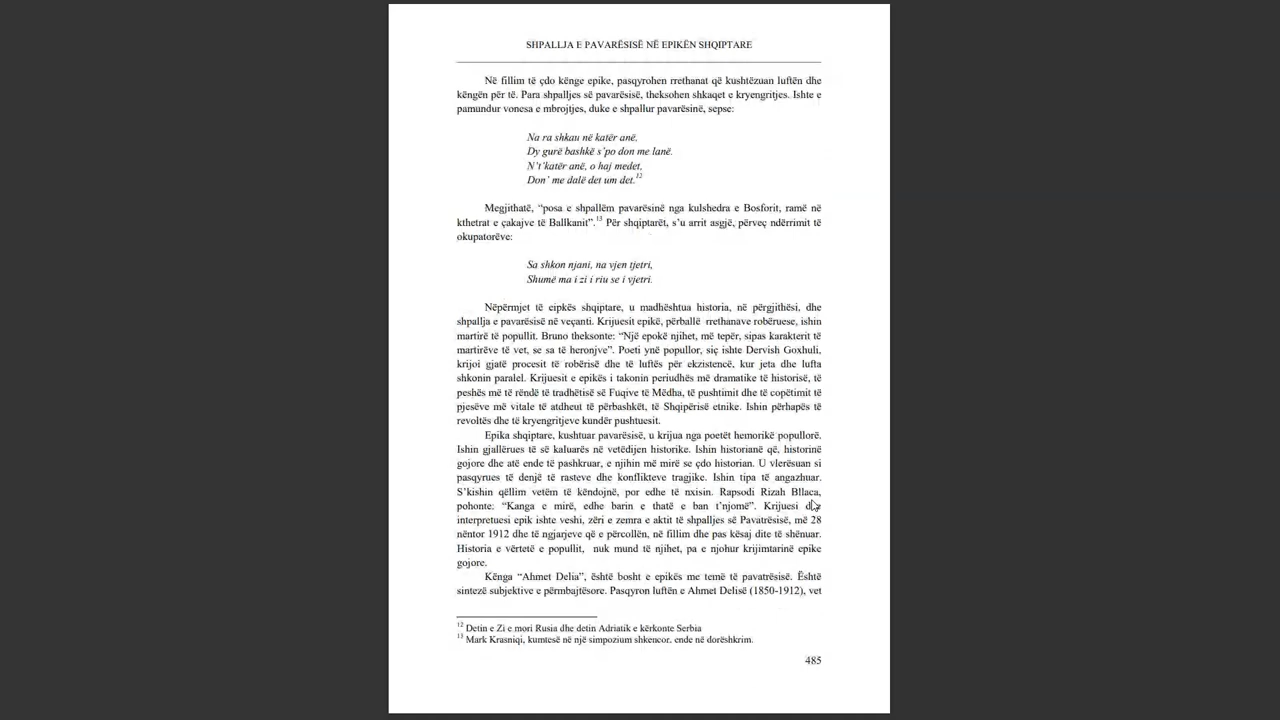 SHPALLJA E PAVARËSISË NË EPIKËN SHQIPTARE
Në fillim të çdo kënge epike, pasqyrohen rrethanat që kushtëzuan luftën dhe
këngën për të. Para shpalljes së pavarësisë, theksohen shkaqet e kryengritjes. Ishte e
pamundur vonesa e mbrojtjes, duke e shpallur pavarësinë, sepse:
Na ra shkau në katër anë,
Dy gurë bashkë s’po don me lanë.
N’t’katër anë, o haj medet,
Don’ me dalë det um det.12
Megjithatë, “posa e shpallëm pavarësinë nga kulshedra e Bosforit, ramë në
kthetrat e çakajve të Ballkanit”.13 Për shqiptarët, s’u arrit asgjë, përveç ndërrimit të
okupatorëve:
Sa shkon njani, na vjen tjetri,
Shumë ma i zi i riu se i vjetri.
Nëpërmjet të eipkës shqiptare, u madhështua historia, në përgjithësi, dhe
shpallja e pavarësisë në veçanti. Krijuesit epikë, përballë rrethanave robëruese, ishin
martirë të popullit. Bruno theksonte: “Një epokë njihet, më tepër, sipas karakterit të
martirëve të vet, se sa të heronjve”. Poeti ynë popullor, siç ishte Dervish Goxhuli,
krijoi gjatë procesit të robërisë dhe të luftës për ekzistencë, kur jeta dhe lufta
shkonin paralel. Krijuesit e epikës i takonin periudhës më dramatike të historisë, të
peshës më të rëndë të tradhëtisë së Fuqive të Mëdha, të pushtimit dhe të copëtimit të
pjesëve më vitale të atdheut të përbashkët, të Shqipërisë etnike. Ishin përhapës të
revoltës dhe të kryengritjeve kundër pushtuesit.
Epika shqiptare, kushtuar pavarësisë, u krijua nga poetët hemorikë popullorë.
Ishin gjallërues të së kaluarës në vetëdijen historike. Ishin historianë që, historinë
gojore dhe atë ende të pashkruar, e njihin më mirë se çdo historian. U vlerësuan si
pasqyrues të denjë të rasteve dhe konflikteve tragjike. Ishin tipa të angazhuar.
S’kishin qëllim vetëm të këndojnë, por edhe të nxisin. Rapsodi Rizah Bllaca,
pohonte: “Kanga e mirë, edhe barin e thatë e ban t’njomë”. Krijuesi dhe
interpretuesi epik ishte veshi, zëri e zemra e aktit të shpalljes së Pavatrësisë, më 28
nëntor 1912 dhe të ngjarjeve që e përcollën, në fillim dhe pas kësaj dite të shënuar.
Historia e vërtetë e popullit, nuk mund të njihet, pa e njohur krijimtarinë epike
gojore.
Kënga “Ahmet Delia”, është bosht e epikës me temë të pavatrësisë. Është
sintezë subjektive e përmbajtësore. Pasqyron luftën e Ahmet Delisë (1850-1912), vet
12 Detin e Zi e mori Rusia dhe detin Adriatik e kërkonte Serbia
13 Mark Krasniqi, kumtesë në një simpozium shkencor, ende në dorëshkrim.
485